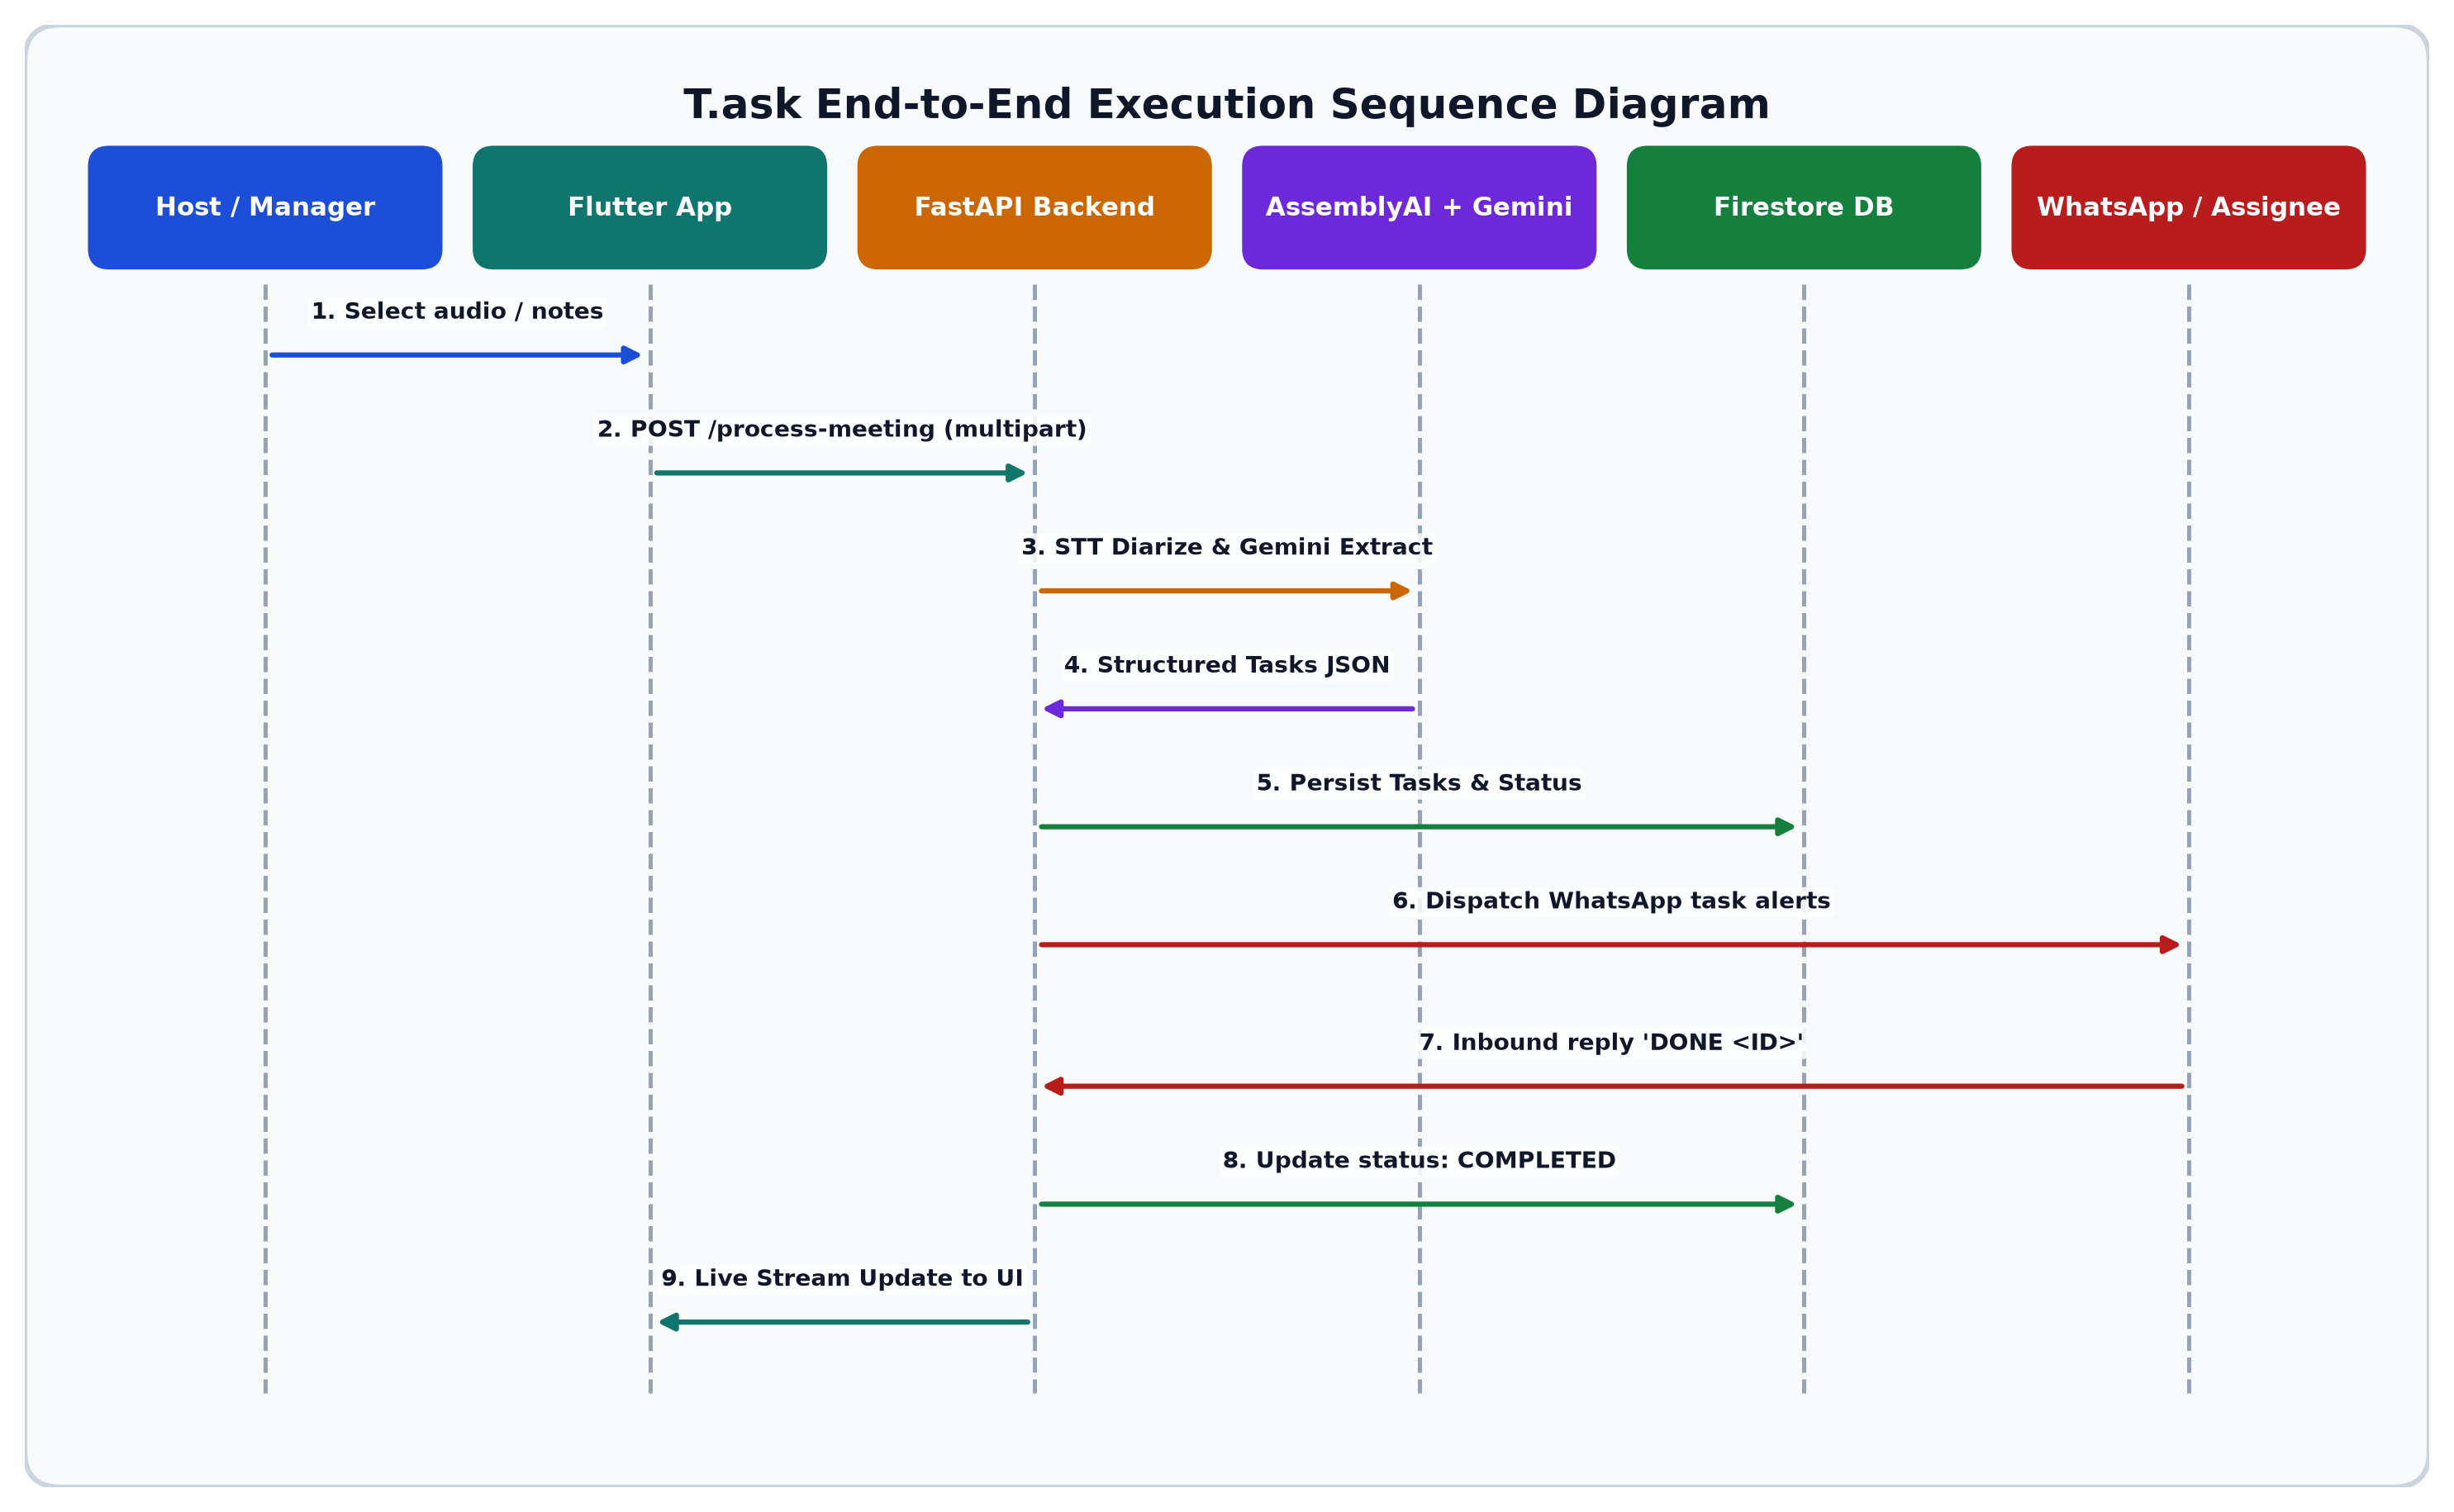 T.ask End-to-End Execution Sequence Diagram
Host / Manager
Flutter App
FastAPI Backend
AssemblyAI + Gemini
Firestore DB
WhatsApp / Assignee
1. Select audio / notes
2. POST /process-meeting (multipart)
3. STT Diarize & Gemini Extract
4. Structured Tasks JSON
5. Persist Tasks & Status
6. Dispatch WhatsApp task alerts
7. Inbound reply 'DONE <ID>'
8. Update status: COMPLETED
9. Live Stream Update to UI